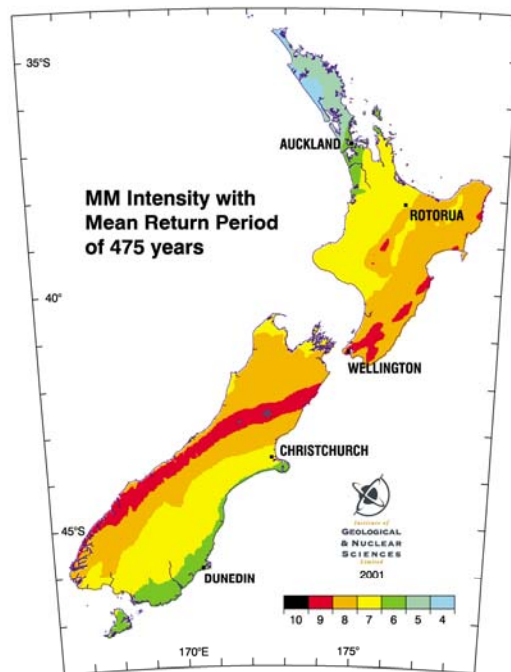 35°S
AUCKLAND
MM Intensity with
Mean Return Period
of 475 years
ROTORUA
40°
WELLINGTON
CHRISTCHURCH
45°S
Institute of
GEOLOGICAL
& NUCLEAR
SCIENCES
Limited
2001
DUNEDIN
10 9 8 7 6 5 4
170°E 175°